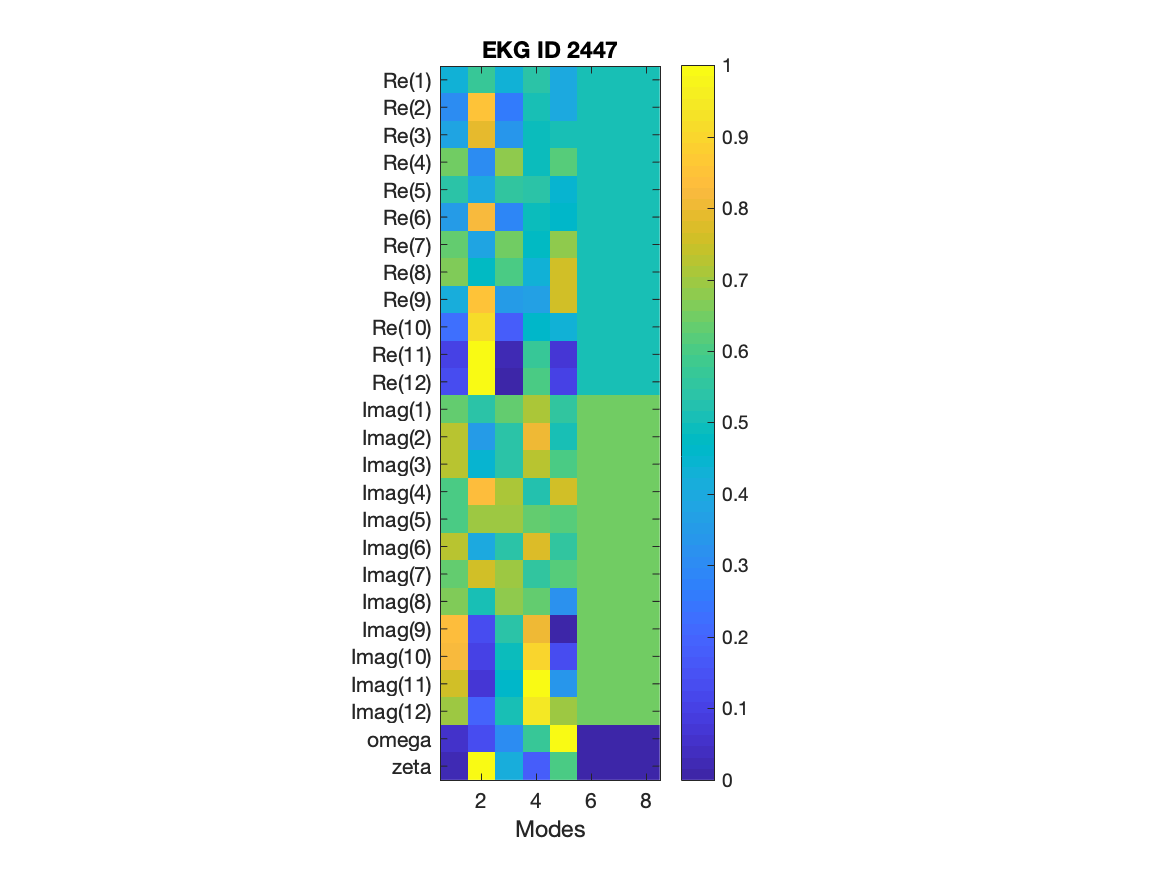 EKG ID 2447
Re(1)
Re(2)
Re(3)
Re(4)
Re(5)
Re(6)
Re(7)
Re(8)
Re(9)
Re(10)
Re(11)
Re(12)
Imag(1)
Imag(2)
Imag(3)
Imag(4)
Imag(5)
Imag(6)
Imag(7)
Imag(8)
Imag(9)
Imag(10)
Imag(11)
Imag(12)
omega
zeta
2 4 6 8
Modes
1
0.9
0.8
0.7
0.6
0.5
0.4
0.3
0.2
0.1
0